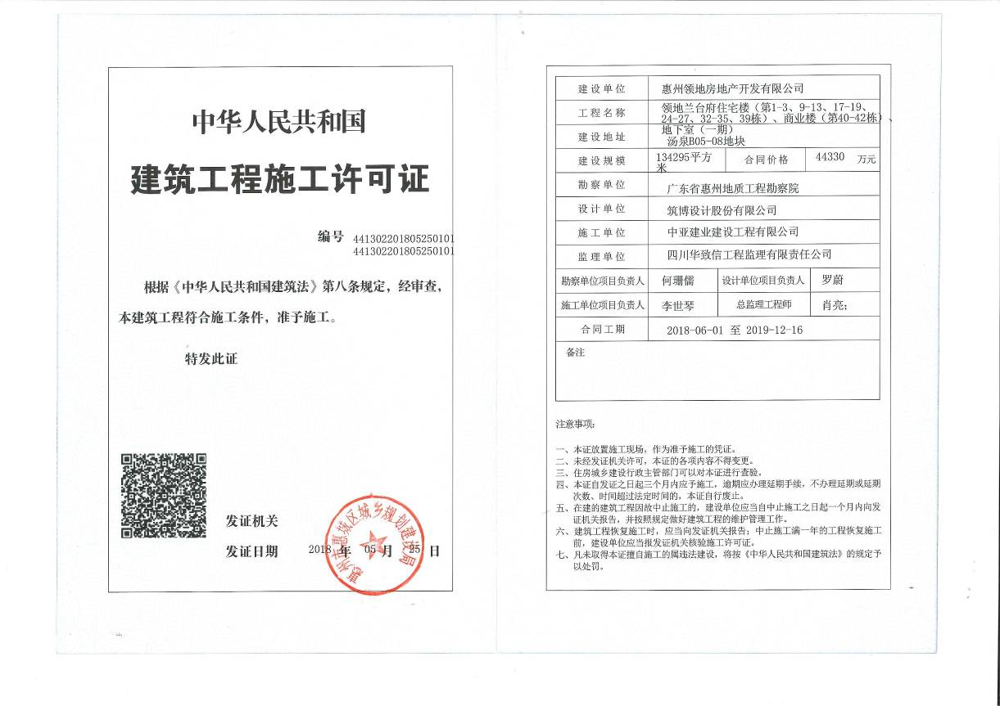 中华人民共和国
建筑工程施工许可证
编号 441302201805250101
441302201805250101
根据《中华人民共和国建筑法》第八条规定，经审查，
本建筑工程符合施工条件，准予施工。
特发此证
发证机关
发证日期 2018 年 05 月 25 日
惠州市惠城区城乡规划建设局
建设单位 惠州领地房地产开发有限公司
工程名称 领地兰台府住宅楼（第1-3、9-13、17-19、
24-27、32-35、39栋）、商业楼（第40-42栋）、
地下室（一期）
建设地址 汤泉B05-08地块
建设规模 134295平方
米
合同价格 44330 万元
勘察单位 广东省惠州地质工程勘察院
设计单位 筑博设计股份有限公司
施工单位 中亚建业建设工程有限公司
监理单位 四川华致信工程监理有限责任公司
勘察单位项目负责人 何珊儒 设计单位项目负责人 罗蔚
施工单位项目负责人 李世琴 总监理工程师 肖亮;
合同工期 2018-06-01 至 2019-12-16
备注
注意事项:
一、本证放置施工现场，作为准予施工的凭证。
二、未经发证机关许可，本证的各项内容不得变更。
三、住房城乡建设行政主管部门可以对本证进行查验。
四、本证自发证之日起三个月内应予施工，逾期应办理延期手续，不办理延期或延期
次数、时间超过法定时间的，本证自行废止。
五、在建的建筑工程因故中止施工的，建设单位应当自中止施工之日起一个月内向发
证机关报告，并按照规定做好建筑工程的维护管理工作。
六、建筑工程恢复施工时，应当向发证机关报告；中止施工满一年的工程恢复施工
前，建设单位应当报发证机关核验施工许可证。
七、凡未取得本证擅自施工的属违法建设，将按《中华人民共和国建筑法》的规定予
以处罚。